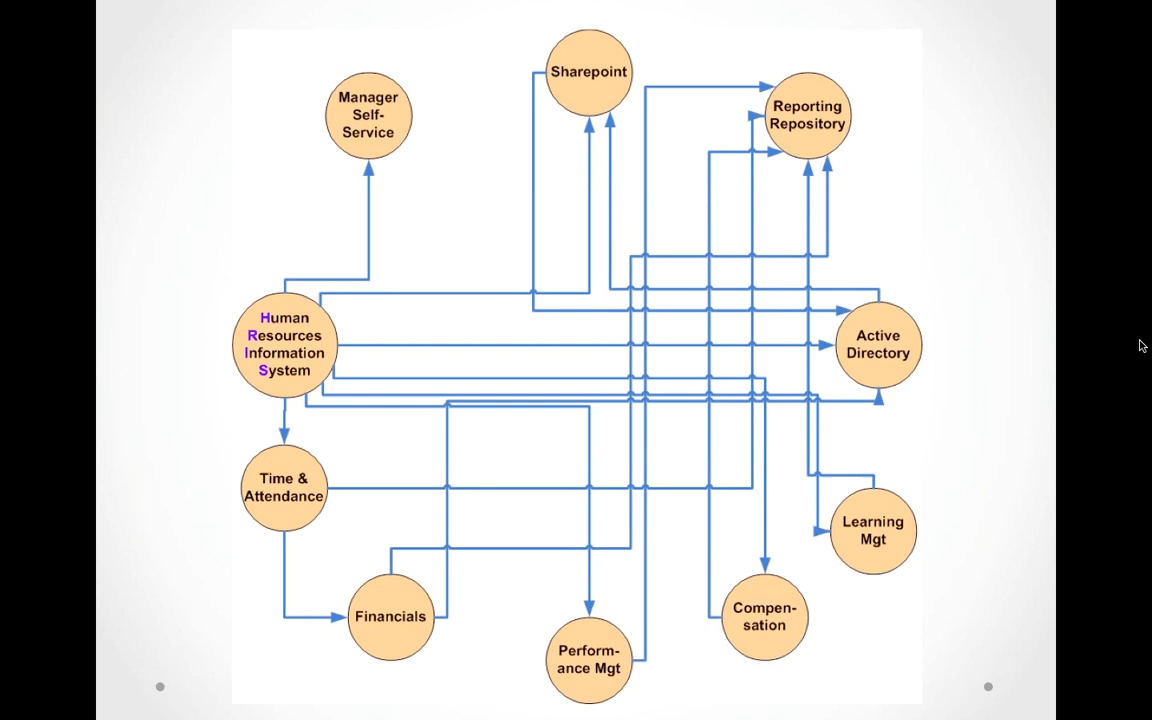 Sharepoint
Manager
Self-
Service
Reporting
Repository
Human
Resources
Information
System
Active
Directory
Time &
Attendance
Learning
Mgt
Financials
Compen-
sation
Perform-
ance Mgt